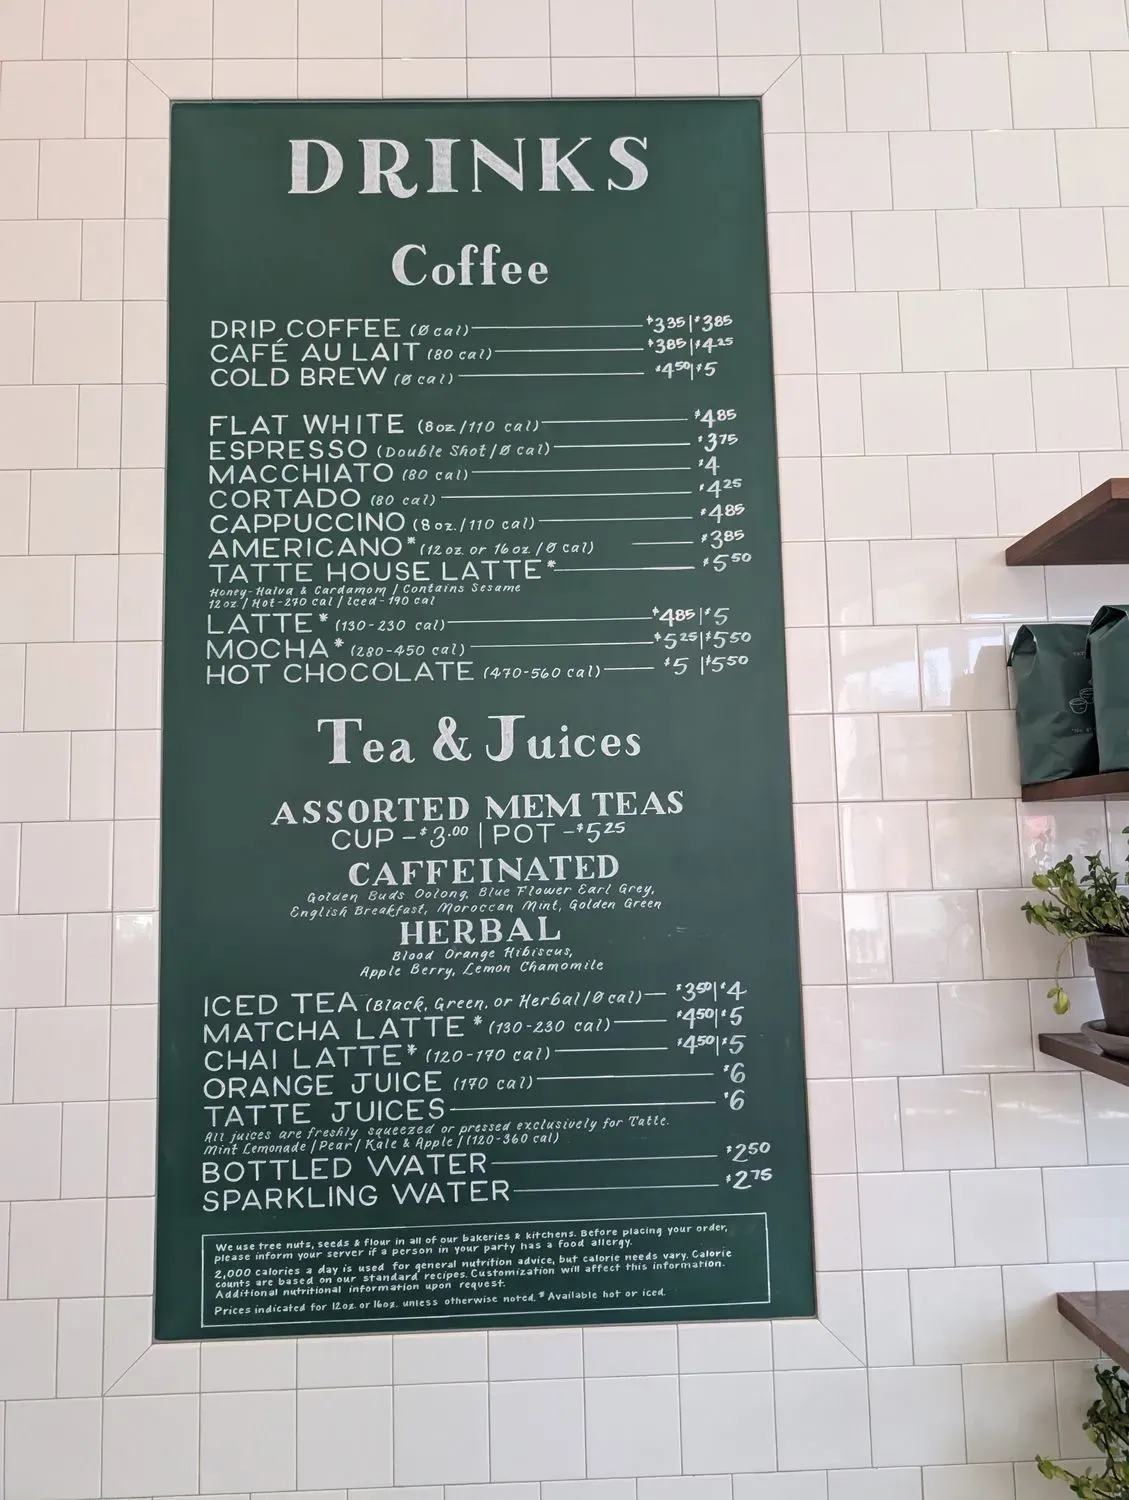 DRINKS
Coffee
DRIP COFFEE (Ø cal) $3 35 | $3 85
CAFÉ AU LAIT (80 cal) $3 85 | $4 25
COLD BREW (Ø cal) $4 50 | $5
FLAT WHITE (8oz/110 cal) $4 85
ESPRESSO (Double Shot/Ø cal) $3 75
MACCHIATO (80 cal) $4
CORTADO (80 cal) $4 25
CAPPUCCINO (8oz./110 cal) $4 85
AMERICANO* (12oz. or 16oz./Ø cal) $3 85
TATTE HOUSE LATTE* $5 50
Honey-Halva & Cardamom / Contains Sesame
12oz / Hot-270 cal / Iced-190 cal
LATTE* (130-230 cal) $4 85 | $5
MOCHA* (280-450 cal) $5 25 | $5 50
HOT CHOCOLATE (470-560 cal) $5 | $5 50
Tea & Juices
ASSORTED MEM TEAS
CUP - $3.00 | POT - $5 25
CAFFEINATED
Golden Buds Oolong, Blue Flower Earl Grey,
English Breakfast, Moroccan Mint, Golden Green
HERBAL
Blood Orange Hibiscus,
Apple Berry, Lemon Chamomile
ICED TEA (Black, Green, or Herbal/Ø cal) $3 50 | $4
MATCHA LATTE* (130-230 cal) $4 50 | $5
CHAI LATTE* (120-170 cal) $4 50 | $5
ORANGE JUICE (170 cal) $6
TATTE JUICES $6
All juices are freshly squeezed or pressed exclusively for Tatte.
Mint Lemonade / Pear / Kale & Apple / (120-360 cal)
BOTTLED WATER $2 50
SPARKLING WATER $2 75
We use tree nuts, seeds & flour in all of our bakeries & kitchens. Before placing your order,
please inform your server if a person in your party has a food allergy.
2,000 calories a day is used for general nutrition advice, but calorie needs vary. Calorie
counts are based on our standard recipes. Customization will affect this information.
Additional nutritional information upon request.
Prices indicated for 12oz. or 16oz. unless otherwise noted. * Available hot or iced.